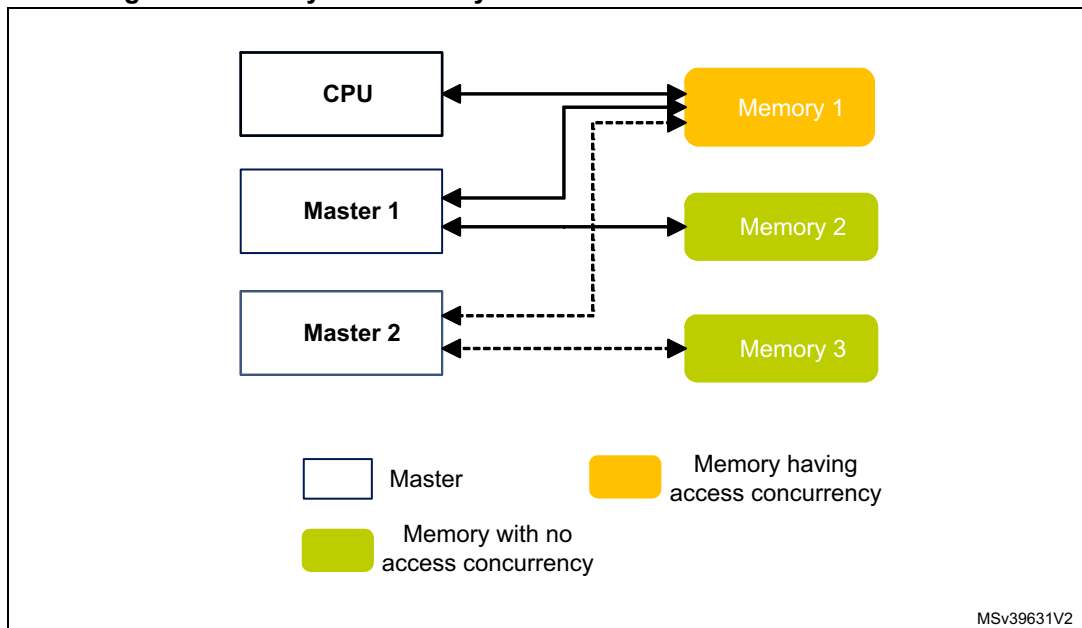 CPU
Memory 1
Master 1
Memory 2
Master 2
Memory 3
Master
Memory having
access concurrency
Memory with no
access concurrency
MSv39631V2